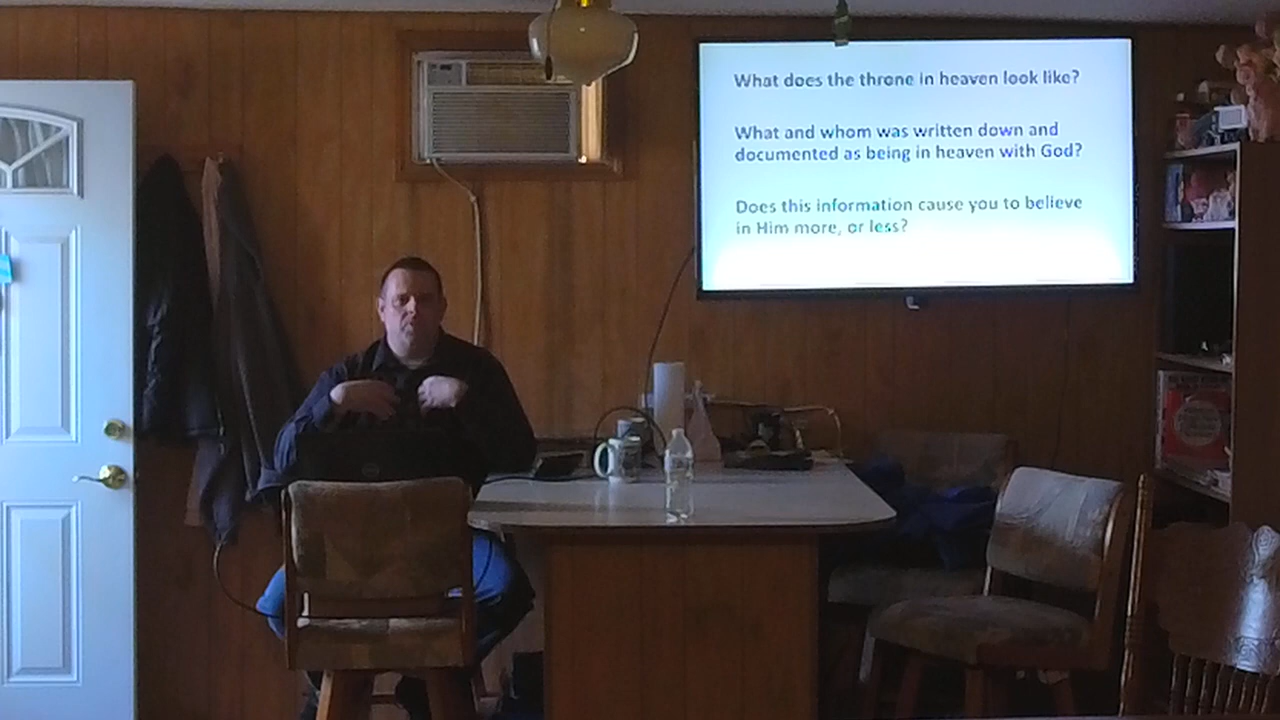 What does the throne in heaven look like?
What and whom was written down and
documented as being in heaven with God?
Does this information cause you to believe
in Him more, or less?